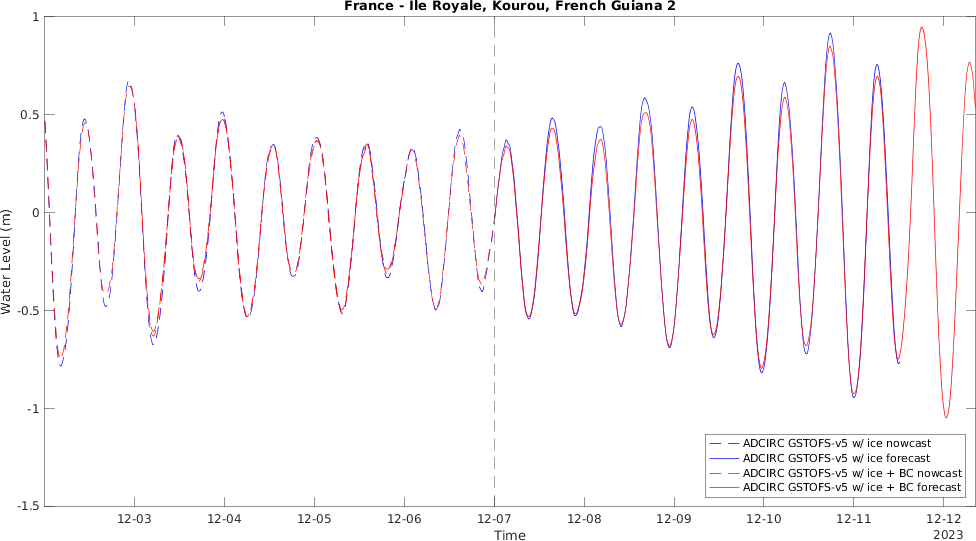 France - Ile Royale, Kourou, French Guiana 2
1
0.5
0
-0.5
-1
-1.5
Water Level (m)
ADCIRC GSTOFS-v5 w/ ice nowcast
ADCIRC GSTOFS-v5 w/ ice forecast
ADCIRC GSTOFS-v5 w/ ice + BC nowcast
ADCIRC GSTOFS-v5 w/ ice + BC forecast
12-03 12-04 12-05 12-06 12-07 12-08 12-09 12-10 12-11 12-12
Time 2023